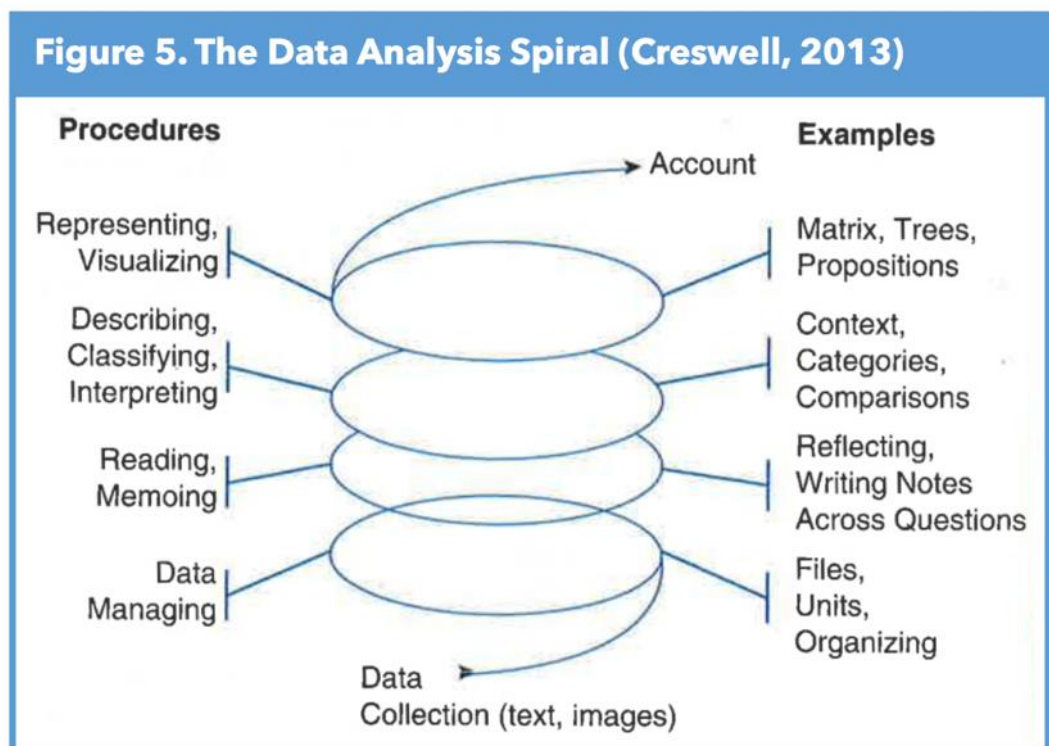 Figure 5. The Data Analysis Spiral (Creswell, 2013)
Procedures
Examples
Account
Representing,
Visualizing
Matrix, Trees,
Propositions
Describing,
Classifying,
Interpreting
Context,
Categories,
Comparisons
Reading,
Memoing
Reflecting,
Writing Notes
Across Questions
Data
Managing
Files,
Units,
Organizing
Data
Collection (text, images)